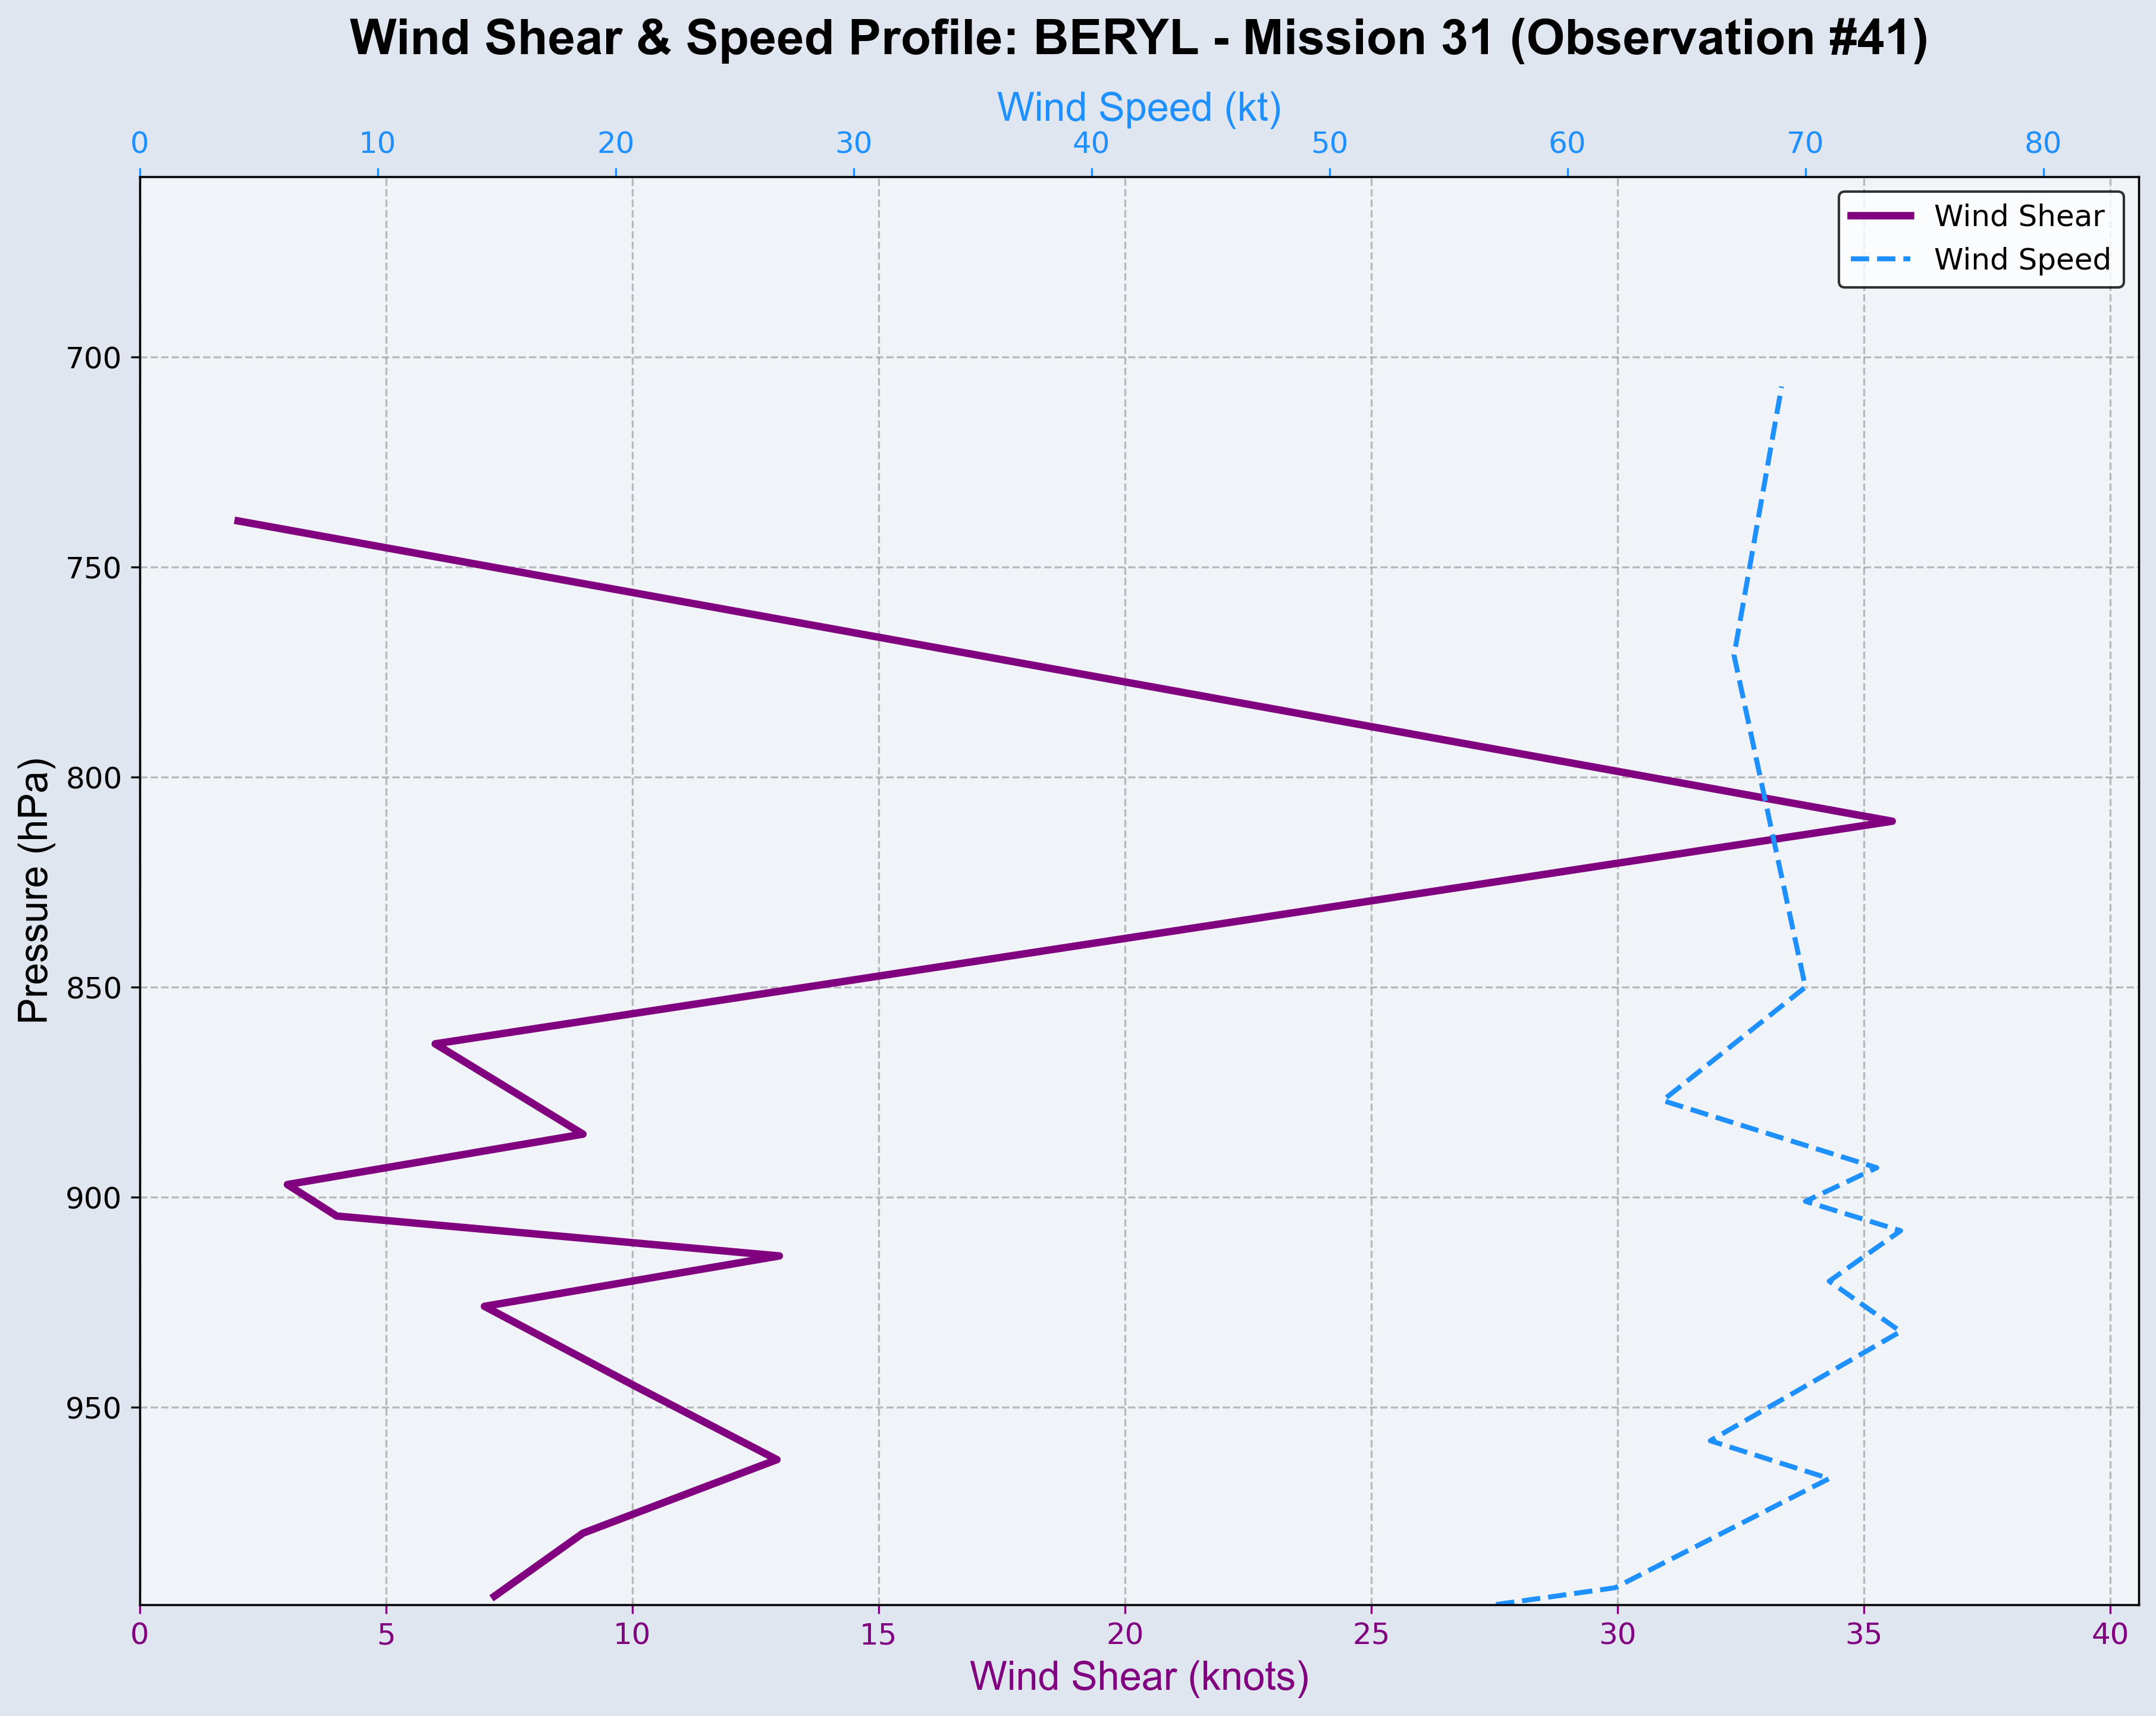 Wind Shear & Speed Profile: BERYL - Mission 31 (Observation #41)
Wind Speed (kt)
0 10 20 30 40 50 60 70 80
Wind Shear
Wind Speed
Pressure (hPa)
700
750
800
850
900
950
0 5 10 15 20 25 30 35 40
Wind Shear (knots)